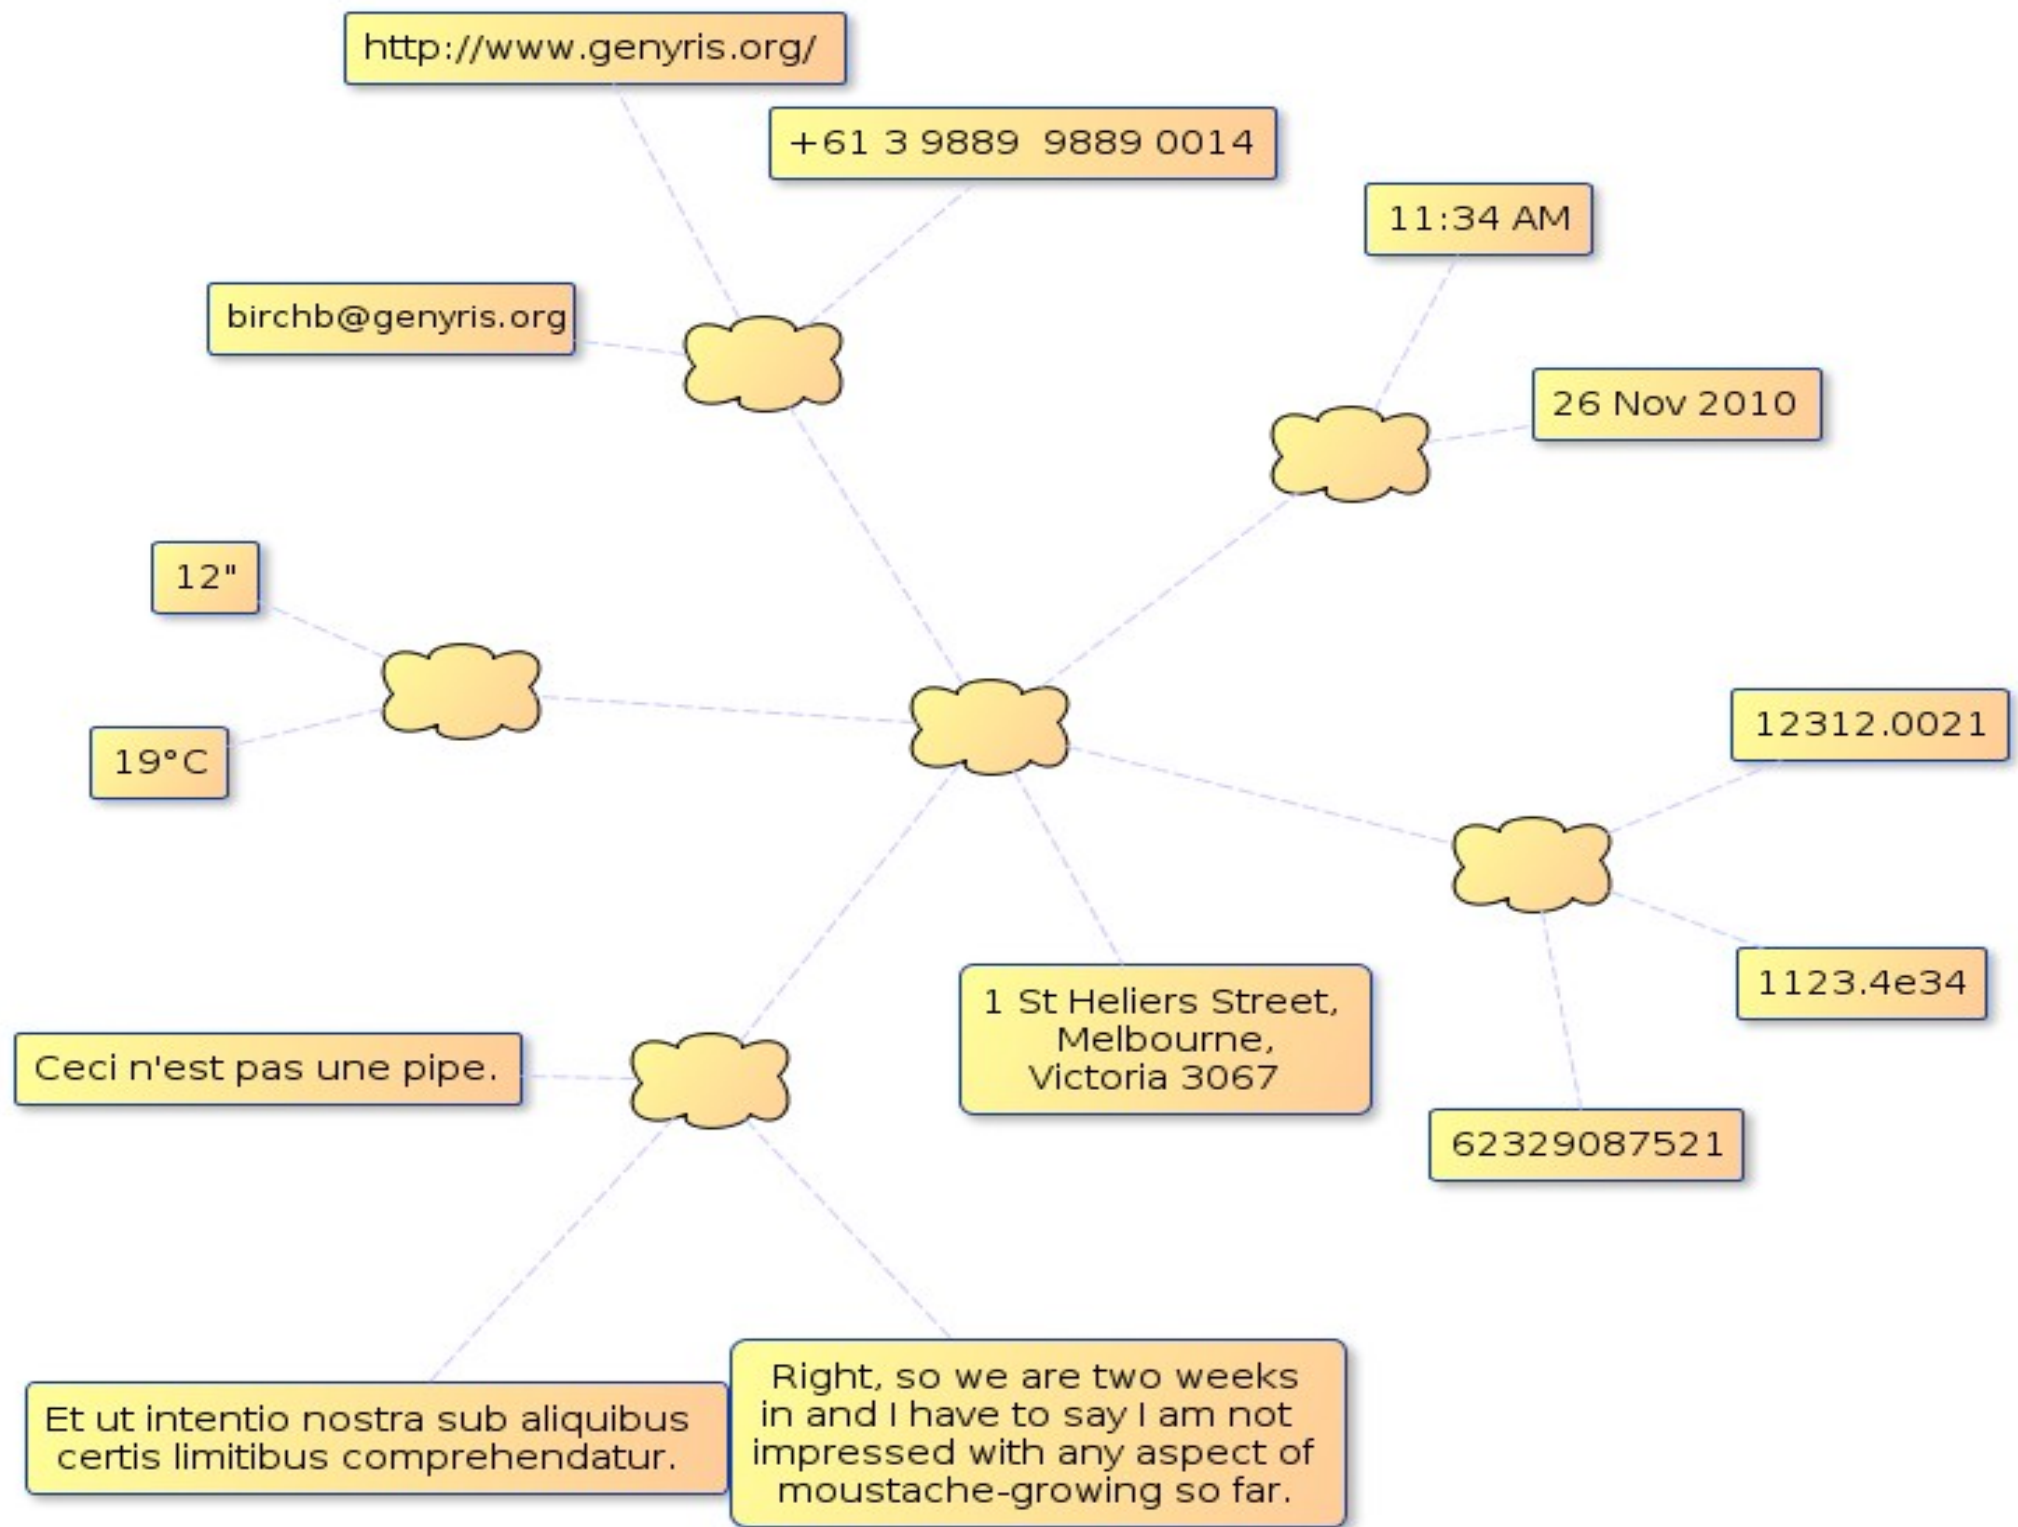 http://www.genyris.org/
+61 3 9889  9889 0014
11:34 AM
birchb@genyris.org
26 Nov 2010
12"
19°C
12312.0021
1123.4e34
1 St Heliers Street,
Melbourne,
Victoria 3067
Ceci n'est pas une pipe.
62329087521
Et ut intentio nostra sub aliquibus
certis limitibus comprehendatur.
Right, so we are two weeks
in and I have to say I am not
impressed with any aspect of
moustache-growing so far.